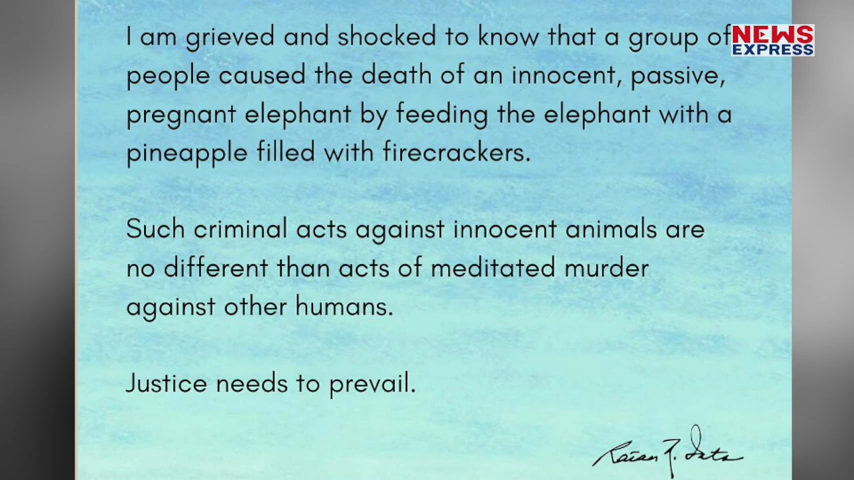 NEWS
EXPRESS
I am grieved and shocked to know that a group of
people caused the death of an innocent, passive,
pregnant elephant by feeding the elephant with a
pineapple filled with firecrackers.
Such criminal acts against innocent animals are
no different than acts of meditated murder
against other humans.
Justice needs to prevail.
Ratan N. Tata